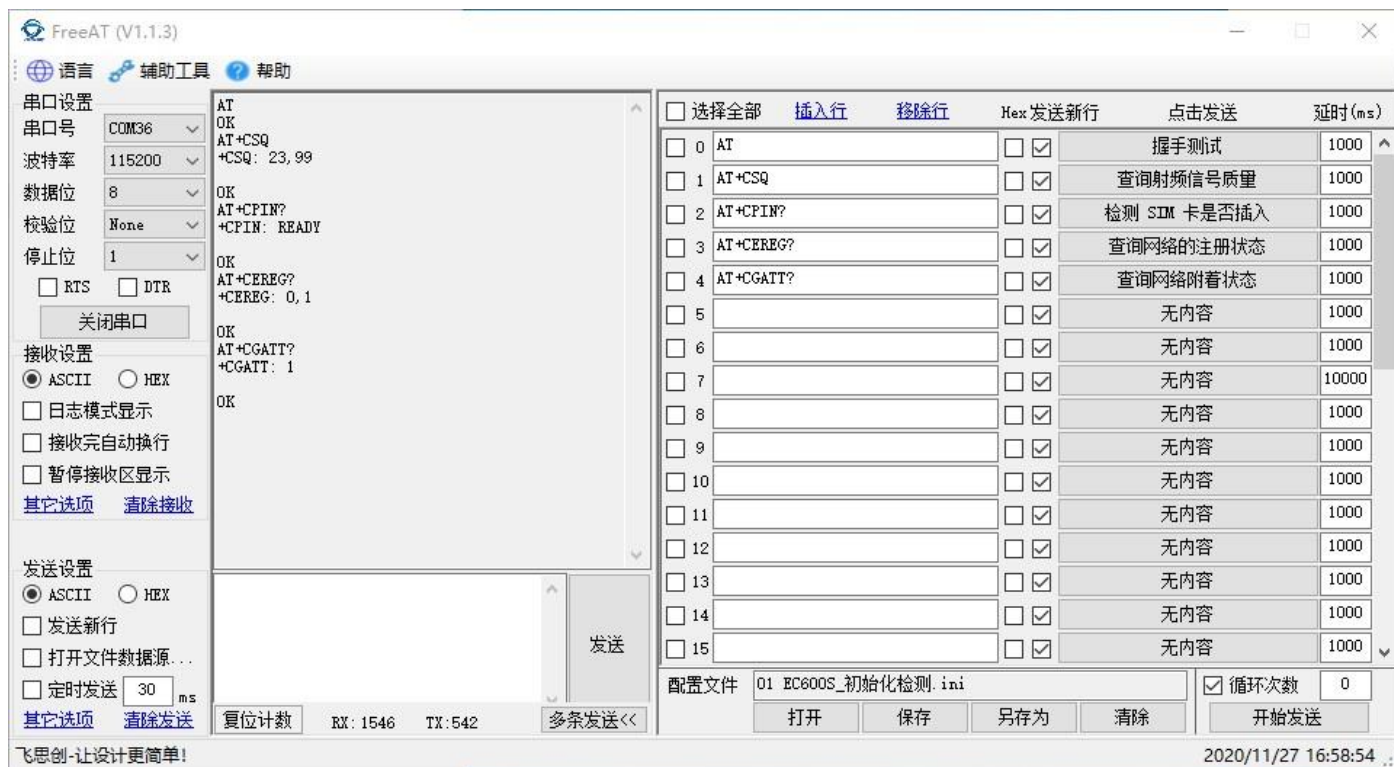 FreeAT (V1.1.3)
语言 辅助工具 帮助
串口设置
串口号 COM36
波特率 115200
数据位 8
校验位 None
停止位 1
RTS DTR
关闭串口
接收设置
ASCII HEX
日志模式显示
接收完自动换行
暂停接收区显示
其它选项 清除接收
发送设置
ASCII HEX
发送新行
打开文件数据源...
定时发送 30 ms
其它选项 清除发送
AT
OK
AT+CSQ
+CSQ: 23,99
OK
AT+CPIN?
+CPIN: READY
OK
AT+CEREG?
+CEREG: 0,1
OK
AT+CGATT?
+CGATT: 1
OK
发送
复位计数 RX:1546 TX:542 多条发送<<
选择全部 插入行 移除行 Hex 发送新行 点击发送 延时(ms)
0 AT 握手测试 1000
1 AT+CSQ 查询射频信号质量 1000
2 AT+CPIN? 检测 SIM 卡是否插入 1000
3 AT+CEREG? 查询网络的注册状态 1000
4 AT+CGATT? 查询网络附着状态 1000
5 无内容 1000
6 无内容 1000
7 无内容 10000
8 无内容 1000
9 无内容 1000
10 无内容 1000
11 无内容 1000
12 无内容 1000
13 无内容 1000
14 无内容 1000
15 无内容 1000
配置文件 01 EC600S_初始化检测.ini 循环次数 0
打开 保存 另存为 清除 开始发送
飞思创-让设计更简单! 2020/11/27 16:58:54